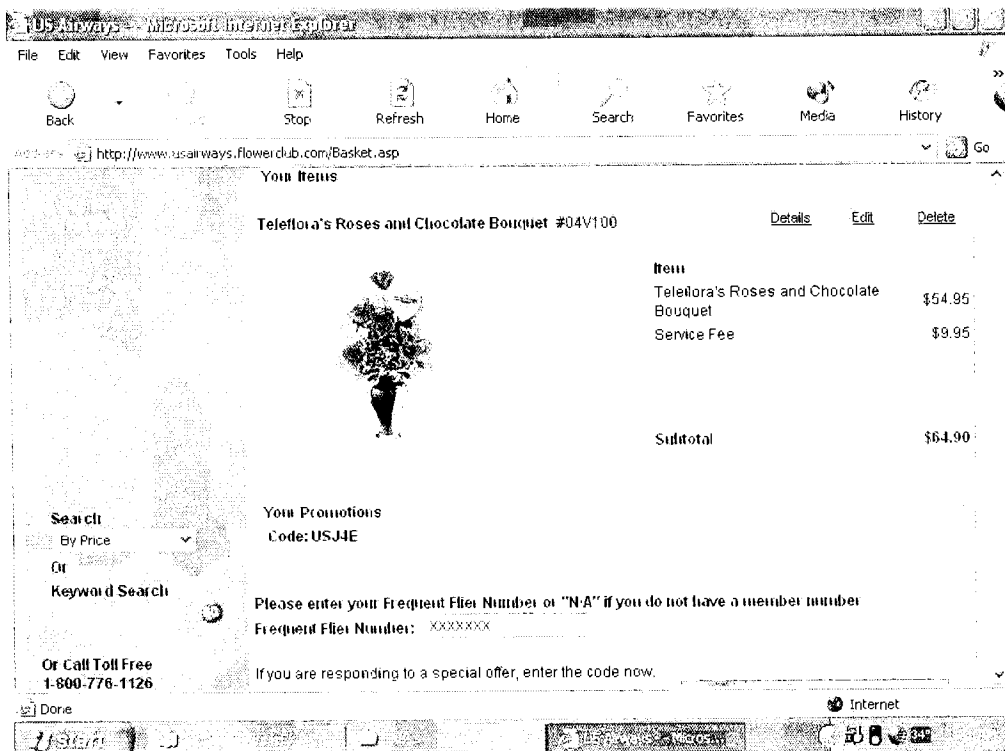 US Airways - Microsoft Internet Explorer
File Edit View Favorites Tools Help
Back Stop Refresh Home Search Favorites Media History
http://www.usairways.flowerclub.com/Basket.asp Go
Your Items
Teleflora's Roses and Chocolate Bouquet #04V100 Details Edit Delete
Item
Teleflora's Roses and Chocolate
Bouquet $54.95
Service Fee $9.95
Subtotal $64.90
Your Promotions
Code: USJ4E
Search
By Price
Or
Keyword Search
Please enter your Frequent Flier Number or "N/A" if you do not have a member number
Frequent Flier Number: XXXXXXX
Or Call Toll Free
1-800-776-1126
If you are responding to a special offer, enter the code now.
Done Internet
Start